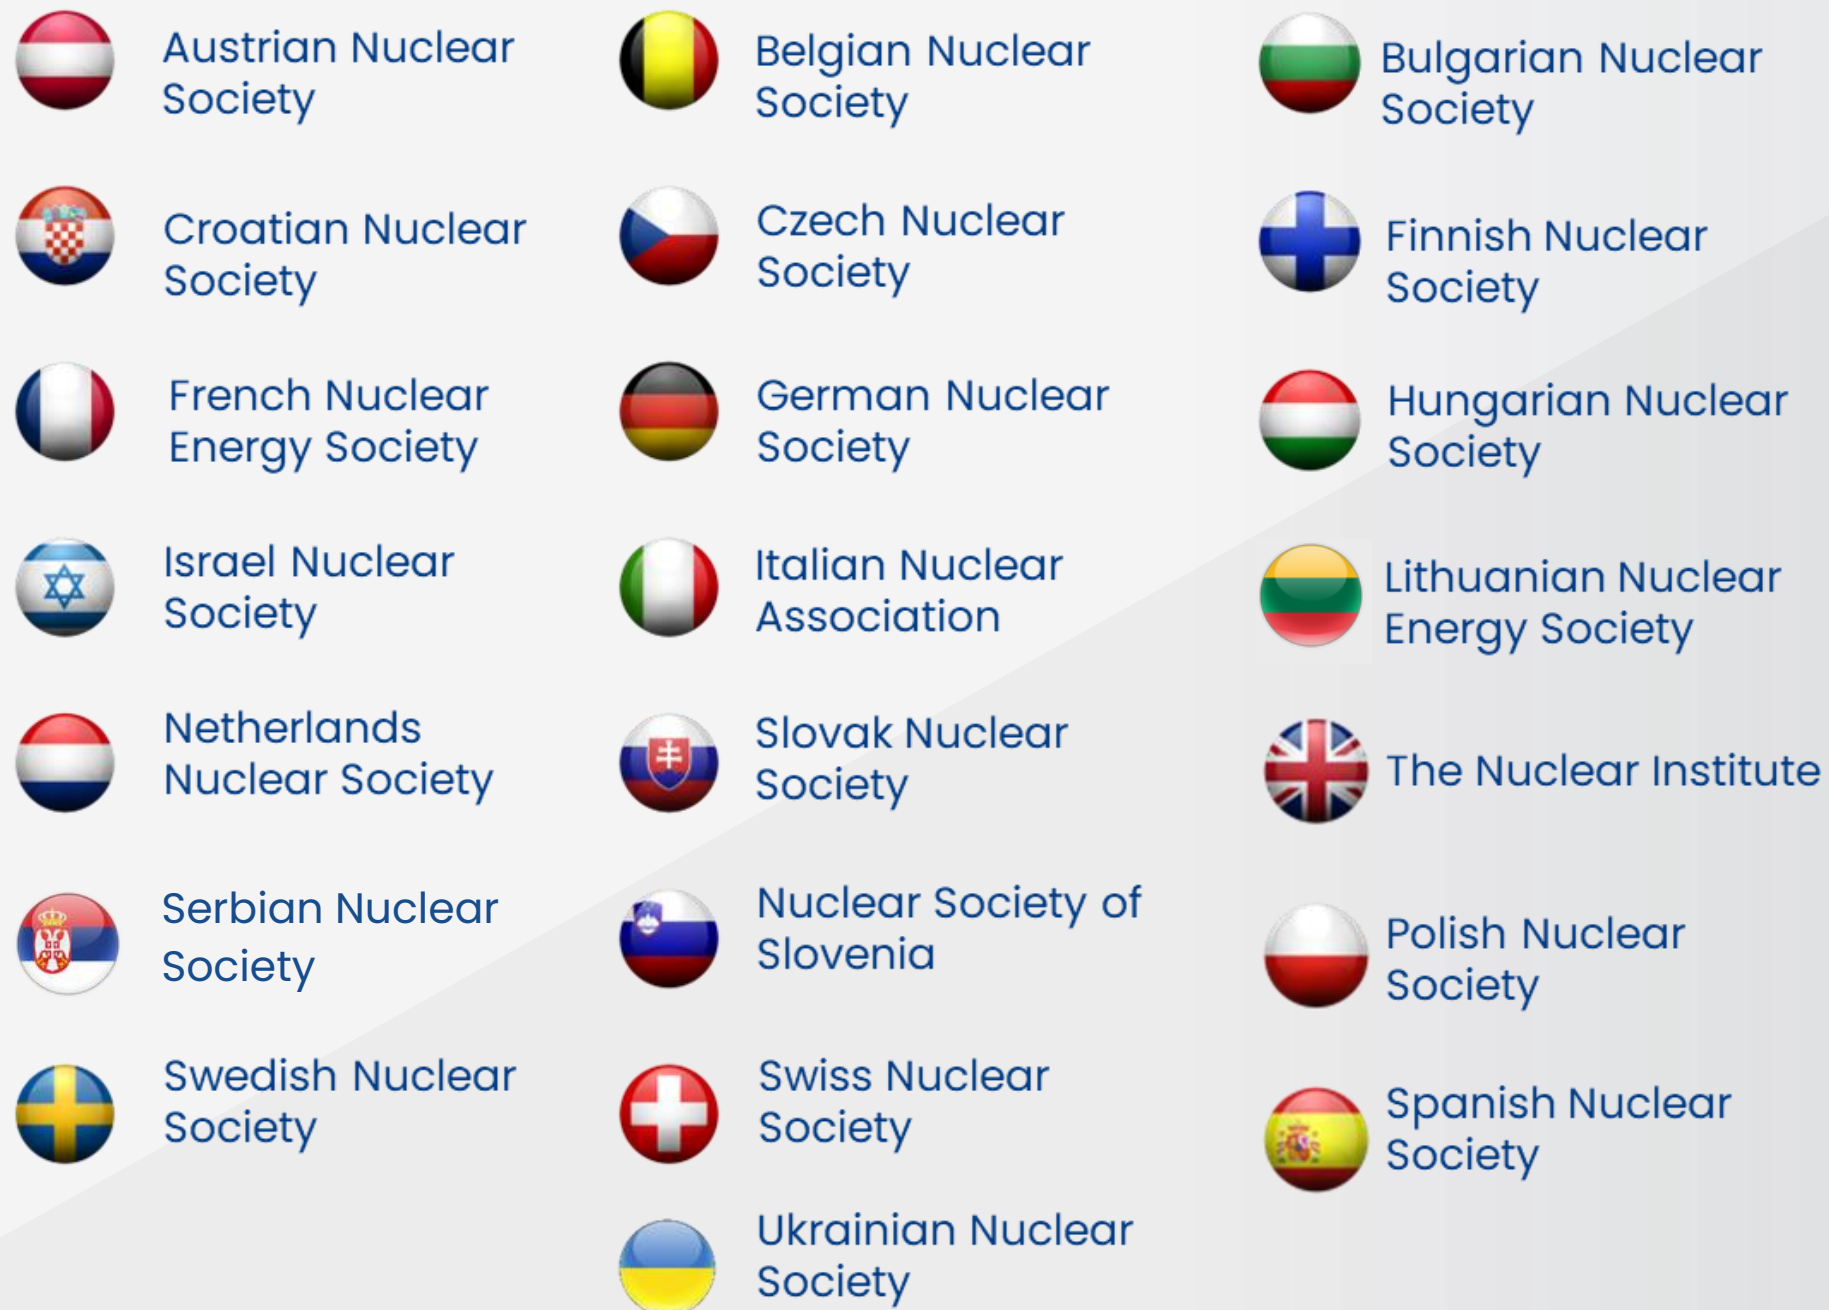 Austrian Nuclear
Society
Belgian Nuclear
Society
Bulgarian Nuclear
Society
Croatian Nuclear
Society
Czech Nuclear
Society
Finnish Nuclear
Society
French Nuclear
Energy Society
German Nuclear
Society
Hungarian Nuclear
Society
Israel Nuclear
Society
Italian Nuclear
Association
Lithuanian Nuclear
Energy Society
Netherlands
Nuclear Society
Slovak Nuclear
Society
The Nuclear Institute
Serbian Nuclear
Society
Nuclear Society of
Slovenia
Polish Nuclear
Society
Swedish Nuclear
Society
Swiss Nuclear
Society
Spanish Nuclear
Society
Ukrainian Nuclear
Society